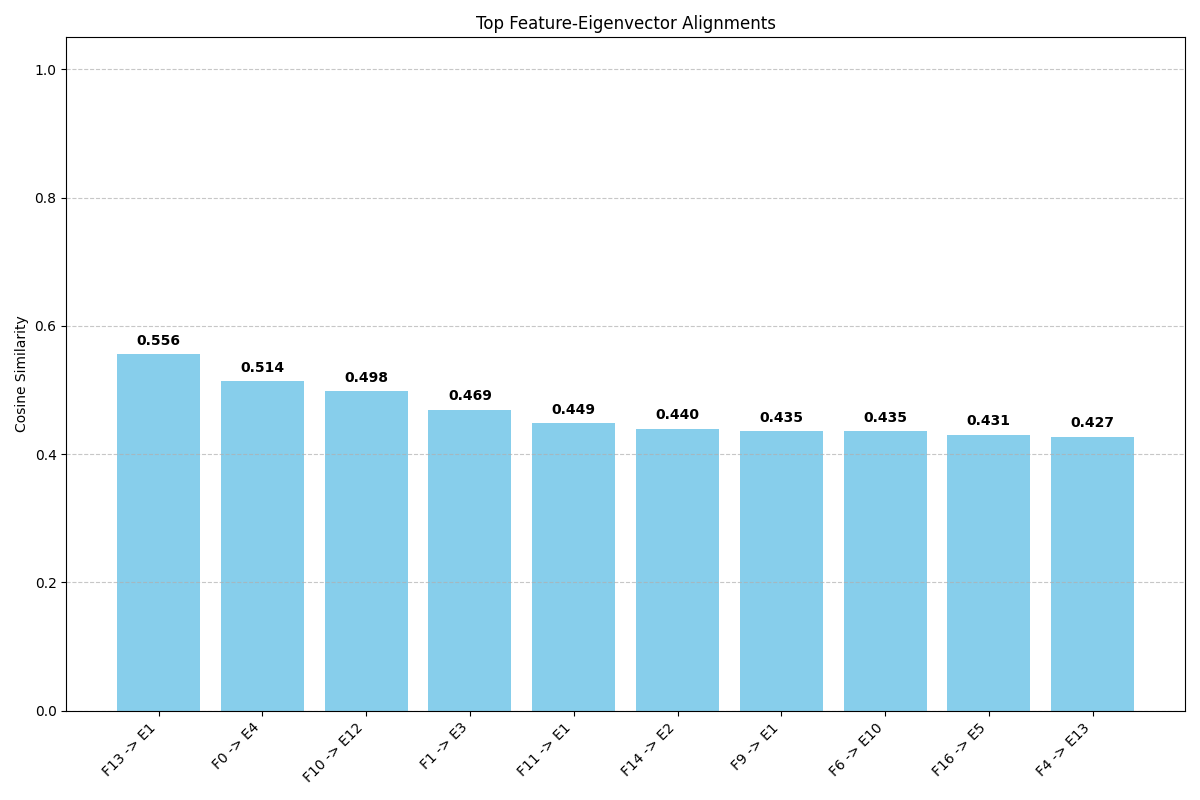 Top Feature-Eigenvector Alignments
Cosine Similarity
1.0
0.8
0.6
0.4
0.2
0.0
0.556
0.514
0.498
0.469
0.449
0.440
0.435
0.435
0.431
0.427
F13 -> E1
F0 -> E4
F10 -> E12
F1 -> E3
F11 -> E1
F14 -> E2
F9 -> E1
F6 -> E10
F16 -> E5
F4 -> E13